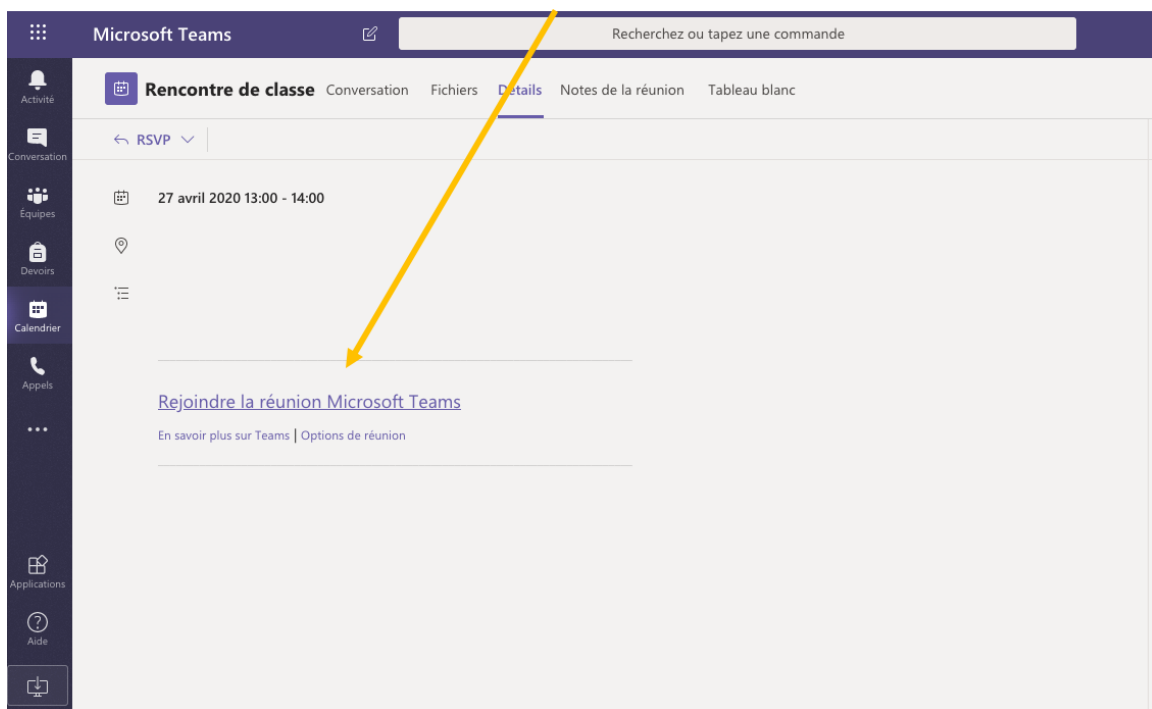 Microsoft Teams
Recherchez ou tapez une commande
Activité
Rencontre de classe Conversation Fichiers Détails Notes de la réunion Tableau blanc
Conversation
RSVP
Équipes
27 avril 2020 13:00 - 14:00
Devoirs
Calendrier
Appels
Rejoindre la réunion Microsoft Teams
En savoir plus sur Teams | Options de réunion
Applications
Aide